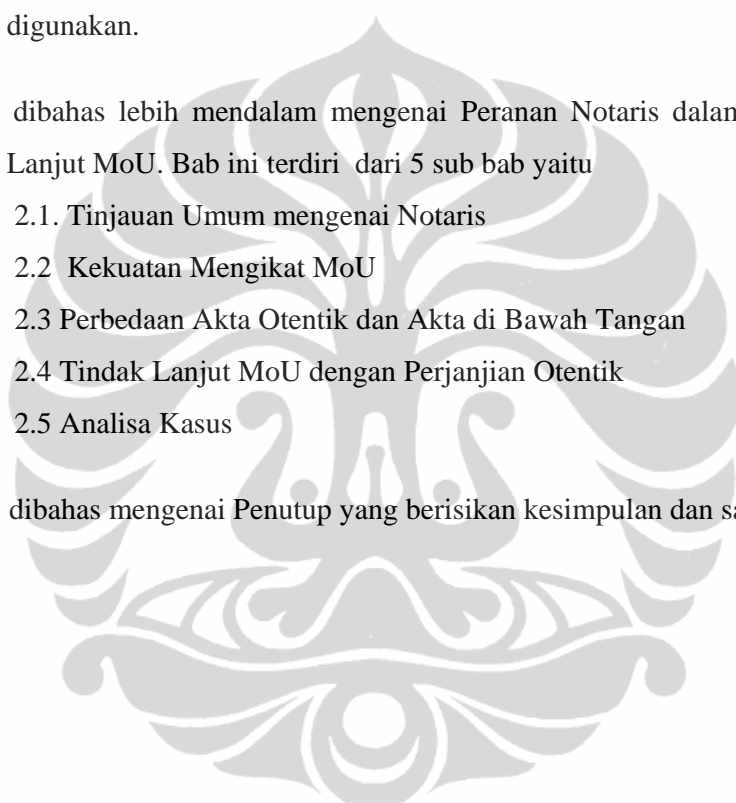 digunakan.
dibahas lebih mendalam mengenai Peranan Notaris dalam
Lanjut MoU. Bab ini terdiri dari 5 sub bab yaitu
2.1. Tinjauan Umum mengenai Notaris
2.2 Kekuatan Mengikat MoU
2.3 Perbedaan Akta Otentik dan Akta di Bawah Tangan
2.4 Tindak Lanjut MoU dengan Perjanjian Otentik
2.5 Analisa Kasus
dibahas mengenai Penutup yang berisikan kesimpulan dan